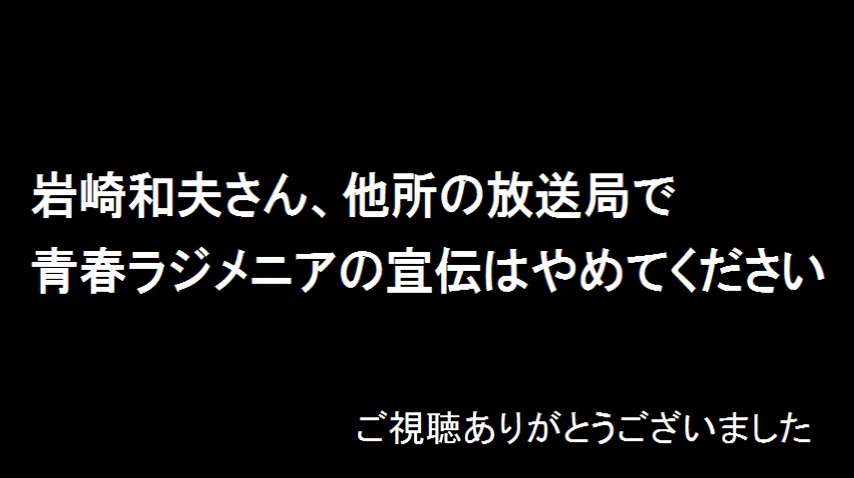 岩崎和夫さん、他所の放送局で
青春ラジメニアの宣伝はやめてください
ご視聴ありがとうございました